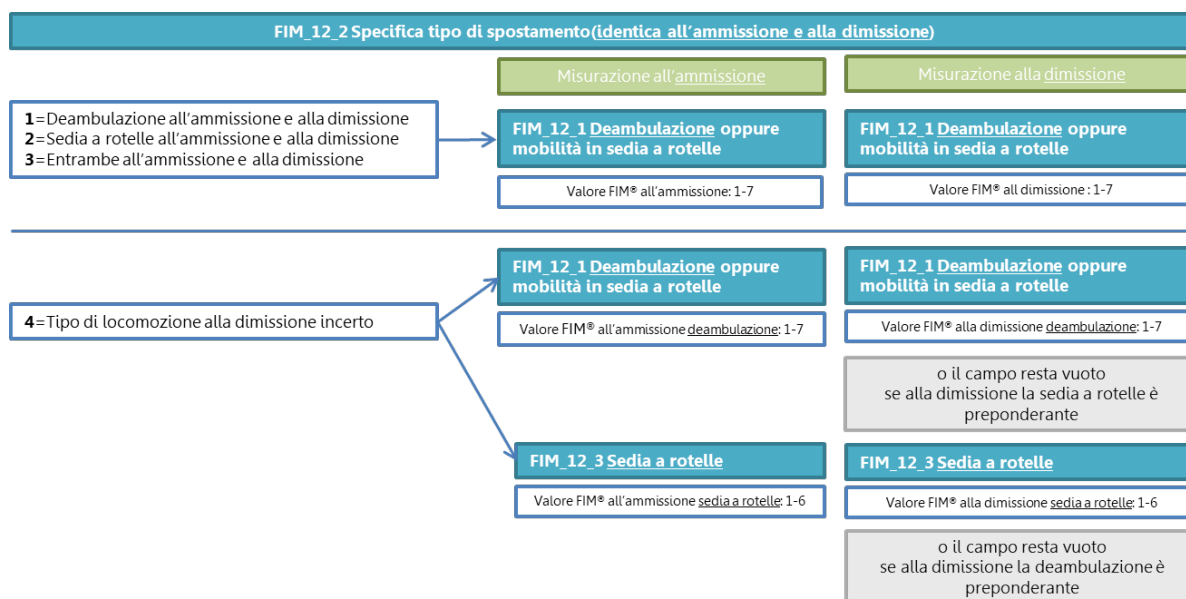 FIM_12_2 Specifica tipo di spostamento(identica all'ammissione e alla dimissione)
Misurazione all'ammissione
Misurazione alla dimissione
1=Deambulazione all'ammissione e alla dimissione
2=Sedia a rotelle all'ammissione e alla dimissione
3=Entrambe all'ammissione e alla dimissione
FIM_12_1 Deambulazione oppure
mobilità in sedia a rotelle
FIM_12_1 Deambulazione oppure
mobilità in sedia a rotelle
Valore FIM® all'ammissione: 1-7
Valore FIM® all dimissione : 1-7
4=Tipo di locomozione alla dimissione incerto
FIM_12_1 Deambulazione oppure
mobilità in sedia a rotelle
FIM_12_1 Deambulazione oppure
mobilità in sedia a rotelle
Valore FIM® all'ammissione deambulazione: 1-7
Valore FIM® alla dimissione deambulazione: 1-7
o il campo resta vuoto
se alla dimissione la sedia a rotelle è
preponderante
FIM_12_3 Sedia a rotelle
FIM_12_3 Sedia a rotelle
Valore FIM® all'ammissione sedia a rotelle: 1-6
Valore FIM® alla dimissione sedia a rotelle: 1-6
o il campo resta vuoto
se alla dimissione la deambulazione è
preponderante